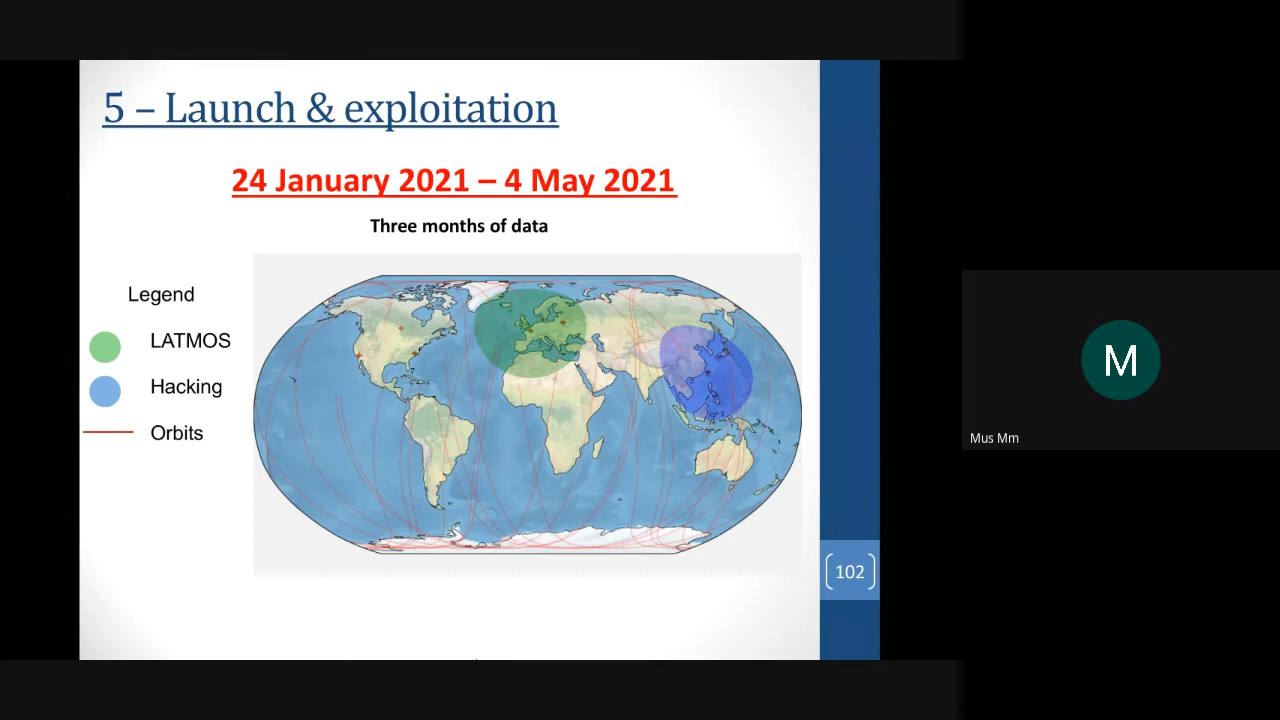 5 – Launch & exploitation
24 January 2021 – 4 May 2021
Three months of data
Legend
LATMOS
Hacking
Orbits
102
M
Mus Mm